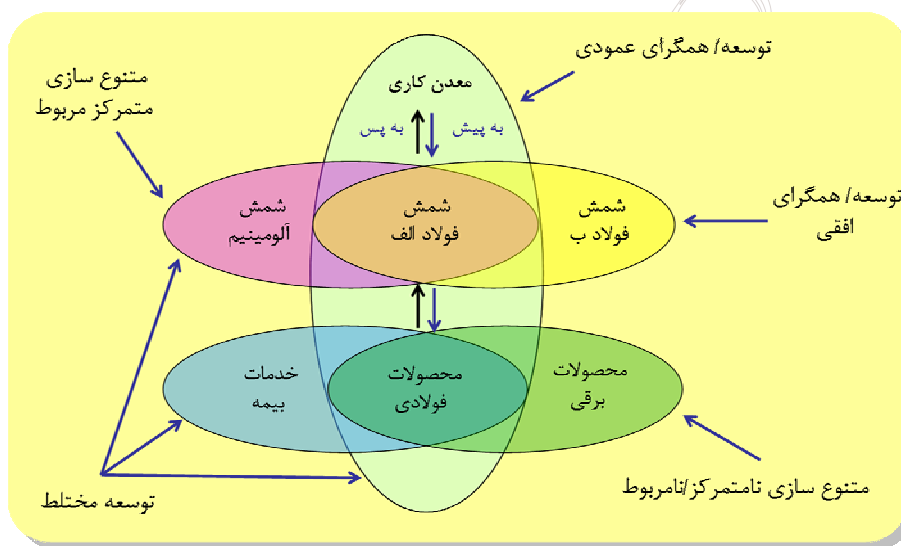 توسعه/ همگرای عمودی
متنوع سازی
متمرکز مربوط
معدن کاری
به پیش
به پس
توسعه/ همگرای
افقی
شمش
فولاد ب
شمش
فولاد الف
شمش
آلومینیم
محصولات
برقی
محصولات
فولادی
خدمات
بیمه
متنوع سازی نامتمرکز/نامربوط
توسعه مختلط